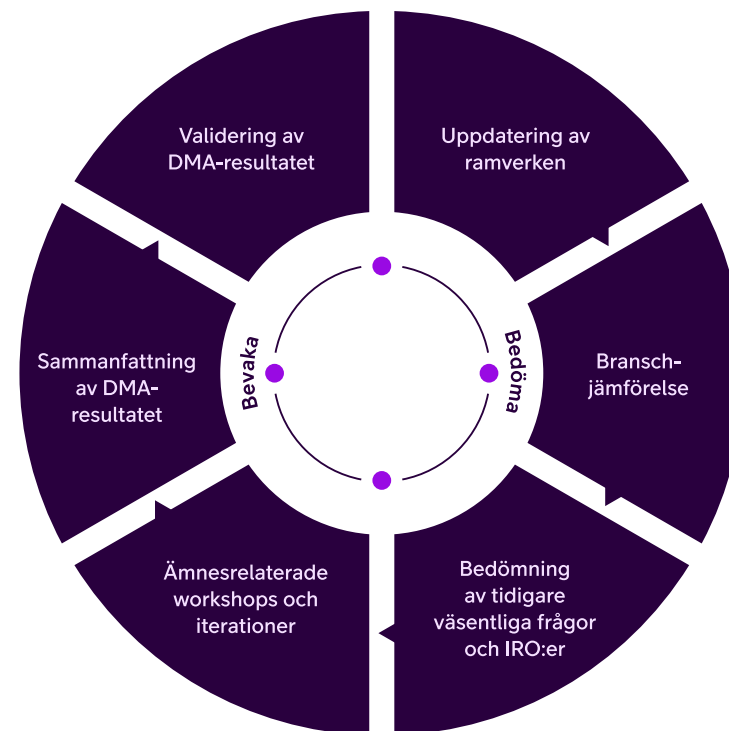 Validering av
DMA-resultatet
Uppdatering av
ramverken
Sammanfattning
av DMA-
resultatet
Bevaka
Bedöma
Bransch-
jämförelse
Ämnesrelaterade
workshops och
iterationer
Bedömning
av tidigare
väsentliga frågor
och IRO:er